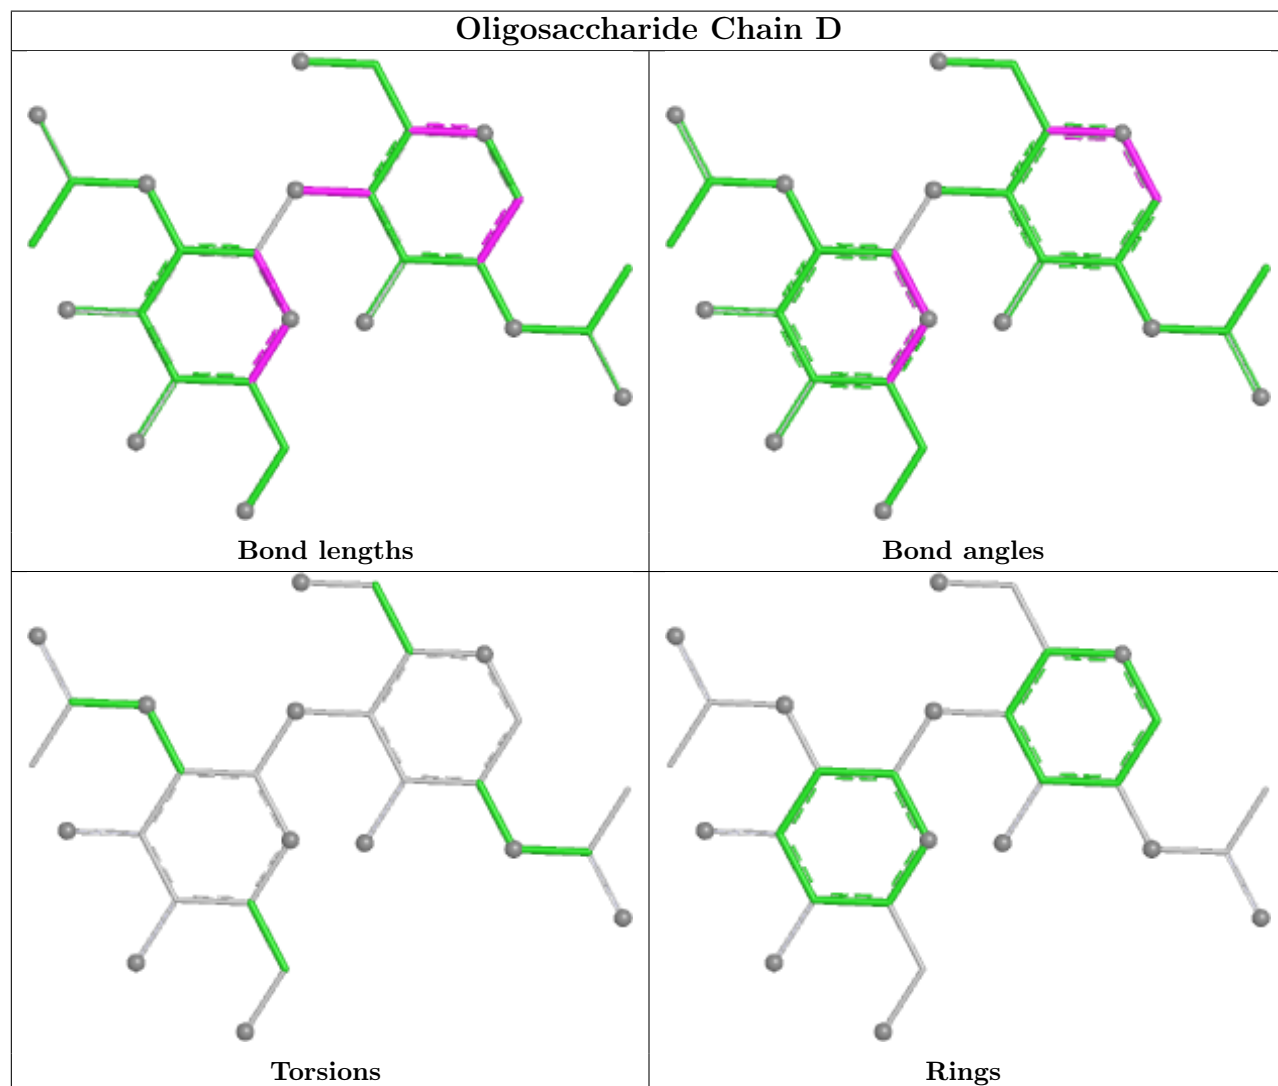 Oligosaccharide Chain D
Bond lengths
Bond angles
Torsions
Rings